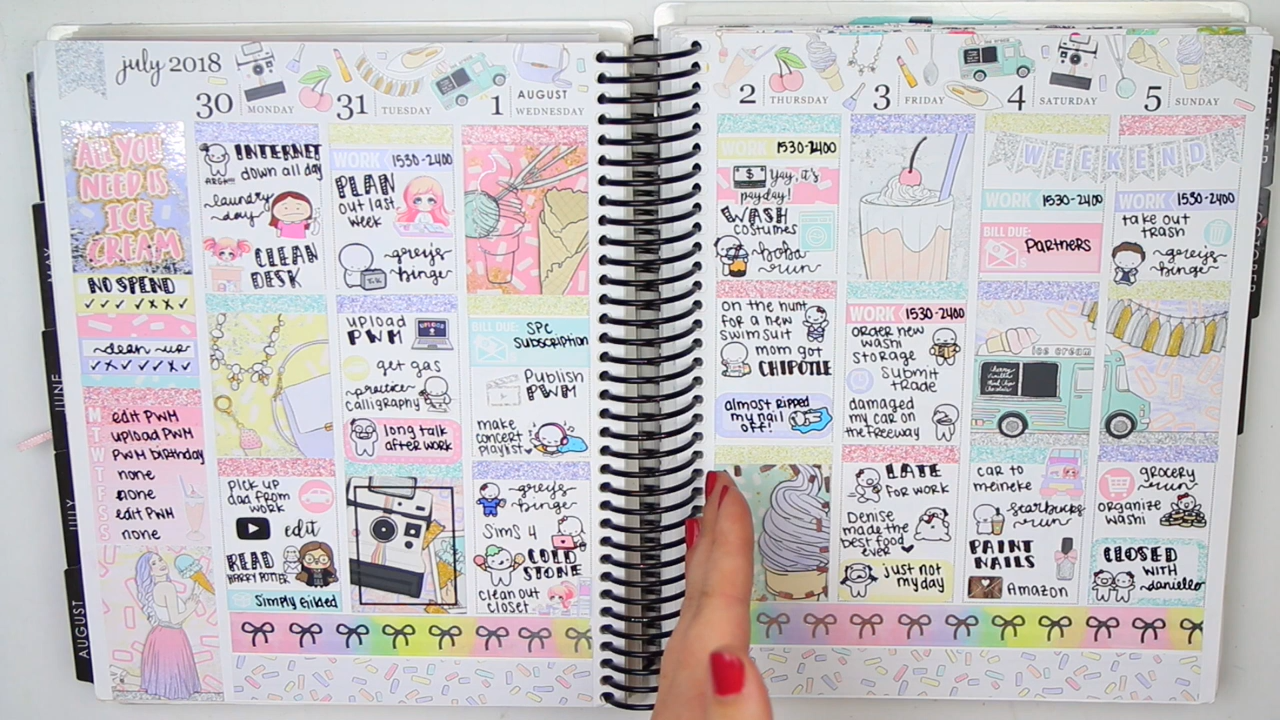 july 2018
30 MONDAY
31 TUESDAY
AUGUST
1 WEDNESDAY
2 THURSDAY
3 FRIDAY
4 SATURDAY
5 SUNDAY
ALL YOU
NEED IS
ICE
CREAM
NO SPEND
clean up
M edit PWM
T upload PWM
W PWM birthday
T none
F none
S edit PWM
S none
ARGH!!!
INTERNET
down all day
laundry
day
CLEAN
DESK
pick up
dad from
work
edit
READ
HARRY POTTER
Simply Gilded
WORK 1530-2400
PLAN
out last
week
grey's
binge
upload
PWM
get gas
practice
calligraphy
long talk
after work
BILL DUE: SPC
subscription
Publish
PWM
make
concert
playlist
grey's
binge
Sims 4
COLD
STONE
clean out
closet
WORK 1530-2400
$ Yay, it's
payday!
WASH
costumes
boba
run
on the hunt
for a new
swimsuit
mom got
CHIPOTLE
almost ripped
my nail
off!
WORK 1530-2400
order new
washi
storage
Submit
trade
damaged
my car on
the freeway
LATE
for work
Denise
made the
best food
ever
just not
my day
WEEKEND
WORK 1530-2400
BILL DUE: Partners
ice cream
car to
meineke
starbucks
run
PAINT
NAILS
Amazon
WORK 1530-2400
take out
trash
grey's
binge
grocery
run
organize
washi
CLOSED
WITH
danielle
MAY
JUNE
JULY
AUGUST
SEPTEMBER
OCTOBER